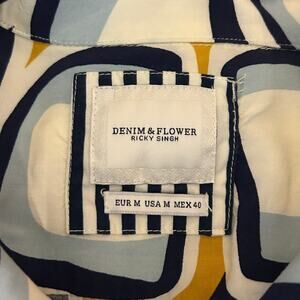 DENIM & FLOWER
RICKY SINGH
EUR M USA M MEX 40